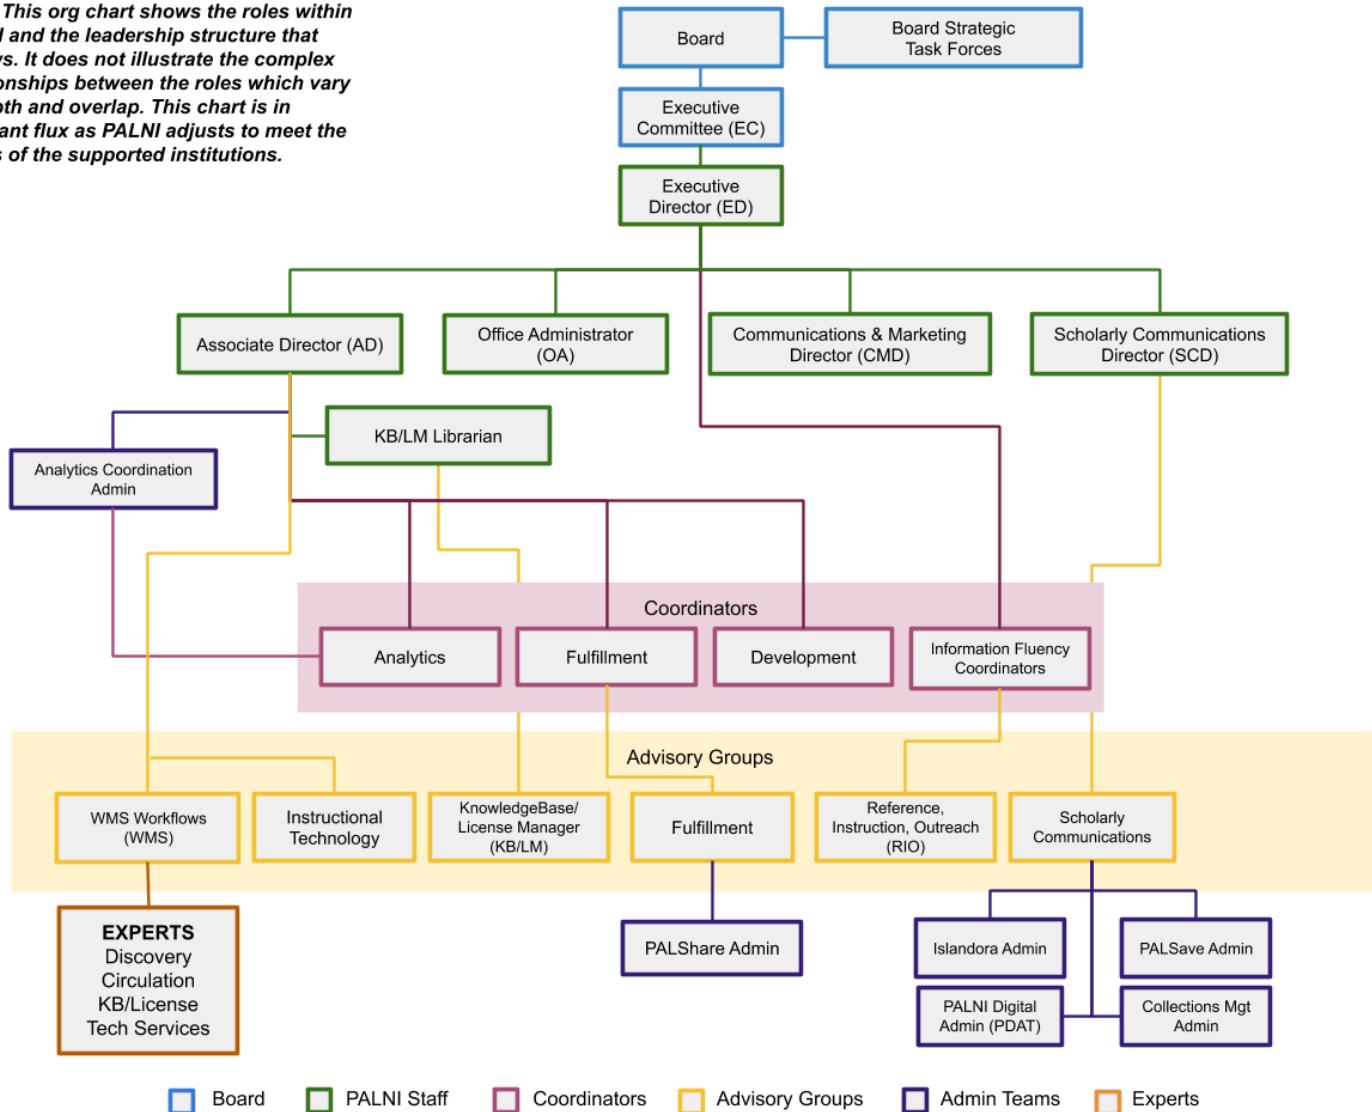 This org chart shows the roles within
and the leadership structure that
It does not illustrate the complex
between the roles which vary
and overlap. This chart is in
flux as PALNI adjusts to meet the
of the supported institutions.
Board
Board Strategic
Task Forces
Executive
Committee (EC)
Executive
Director (ED)
Associate Director (AD)
Office Administrator
(OA)
Communications & Marketing
Director (CMD)
Scholarly Communications
Director (SCD)
KB/LM Librarian
Analytics Coordination
Admin
Coordinators
Analytics
Fulfillment
Development
Information Fluency
Coordinators
Advisory Groups
WMS Workflows
(WMS)
Instructional
Technology
KnowledgeBase/
License Manager
(KB/LM)
Fulfillment
Reference,
Instruction, Outreach
(RIO)
Scholarly
Communications
EXPERTS
Discovery
Circulation
KB/License
Tech Services
PALShare Admin
Islandora Admin
PALSave Admin
PALNI Digital
Admin (PDAT)
Collections Mgt
Admin
Board
PALNI Staff
Coordinators
Advisory Groups
Admin Teams
Experts